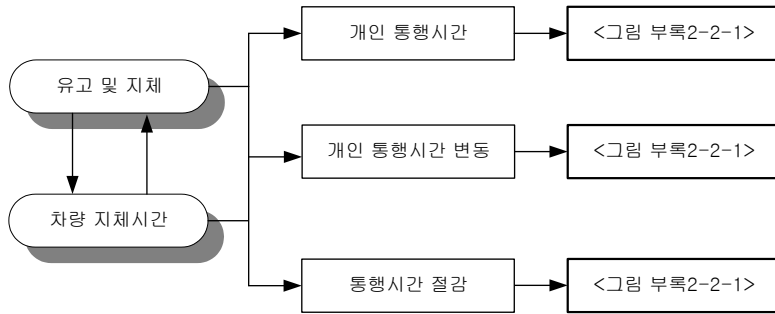 개인 통행시간
<그림 부록2-2-1>
유고 및 지체
개인 통행시간 변동
<그림 부록2-2-1>
차량 지체시간
통행시간 절감
<그림 부록2-2-1>